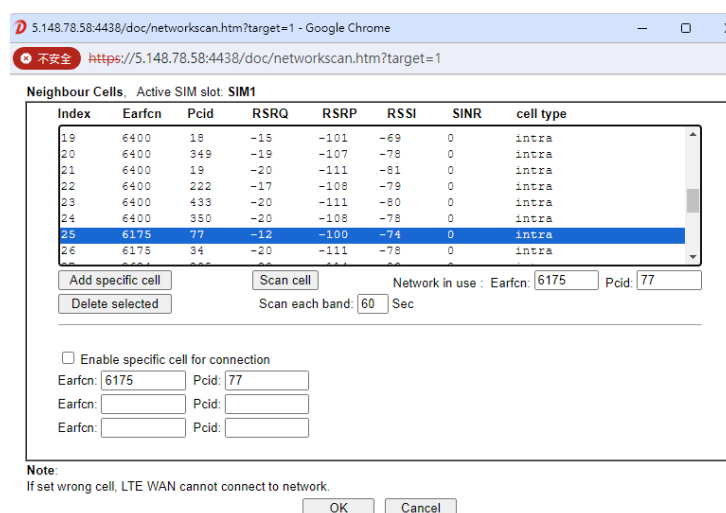 5.148.78.58:4438/doc/networkscan.htm?target=1 - Google Chrome
不安全 https://5.148.78.58:4438/doc/networkscan.htm?target=1
Neighbour Cells, Active SIM slot: SIM1
Index Earfcn Pcid RSRQ RSRP RSSI SINR cell type
19 6400 18 -15 -101 -69 0 intra
20 6400 349 -19 -107 -78 0 intra
21 6400 19 -20 -111 -81 0 intra
22 6400 222 -17 -108 -79 0 intra
23 6400 433 -20 -111 -80 0 intra
24 6400 350 -20 -108 -78 0 intra
25 6175 77 -12 -100 -74 0 intra
26 6175 34 -20 -111 -78 0 intra
Add specific cell Scan cell Network in use : Earfcn: 6175 Pcid: 77
Delete selected Scan each band: 60 Sec
Enable specific cell for connection
Earfcn: 6175 Pcid: 77
Earfcn: Pcid:
Earfcn: Pcid:
Note:
If set wrong cell, LTE WAN cannot connect to network.
OK Cancel